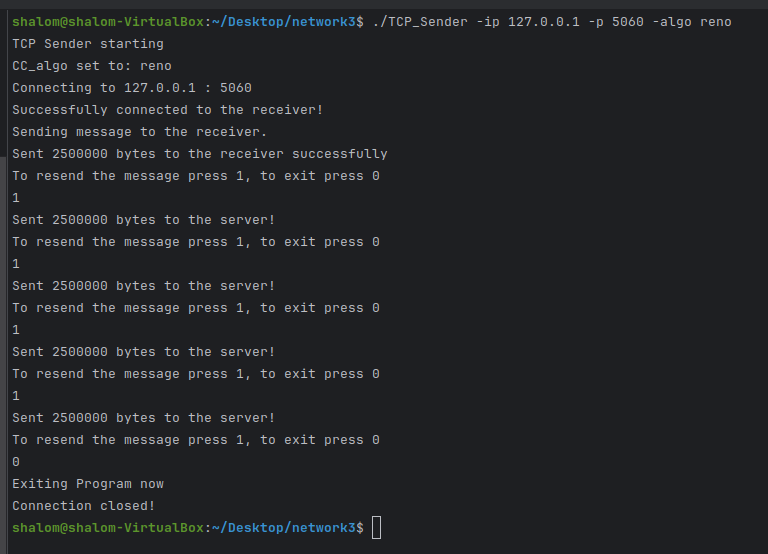 shalom@shalom-VirtualBox:~/Desktop/network3$ ./TCP_Sender -ip 127.0.0.1 -p 5060 -algo reno
TCP Sender starting
CC_algo set to: reno
Connecting to 127.0.0.1 : 5060
Successfully connected to the receiver!
Sending message to the receiver.
Sent 2500000 bytes to the receiver successfully
To resend the message press 1, to exit press 0
1
Sent 2500000 bytes to the server!
To resend the message press 1, to exit press 0
1
Sent 2500000 bytes to the server!
To resend the message press 1, to exit press 0
1
Sent 2500000 bytes to the server!
To resend the message press 1, to exit press 0
1
Sent 2500000 bytes to the server!
To resend the message press 1, to exit press 0
0
Exiting Program now
Connection closed!
shalom@shalom-VirtualBox:~/Desktop/network3$